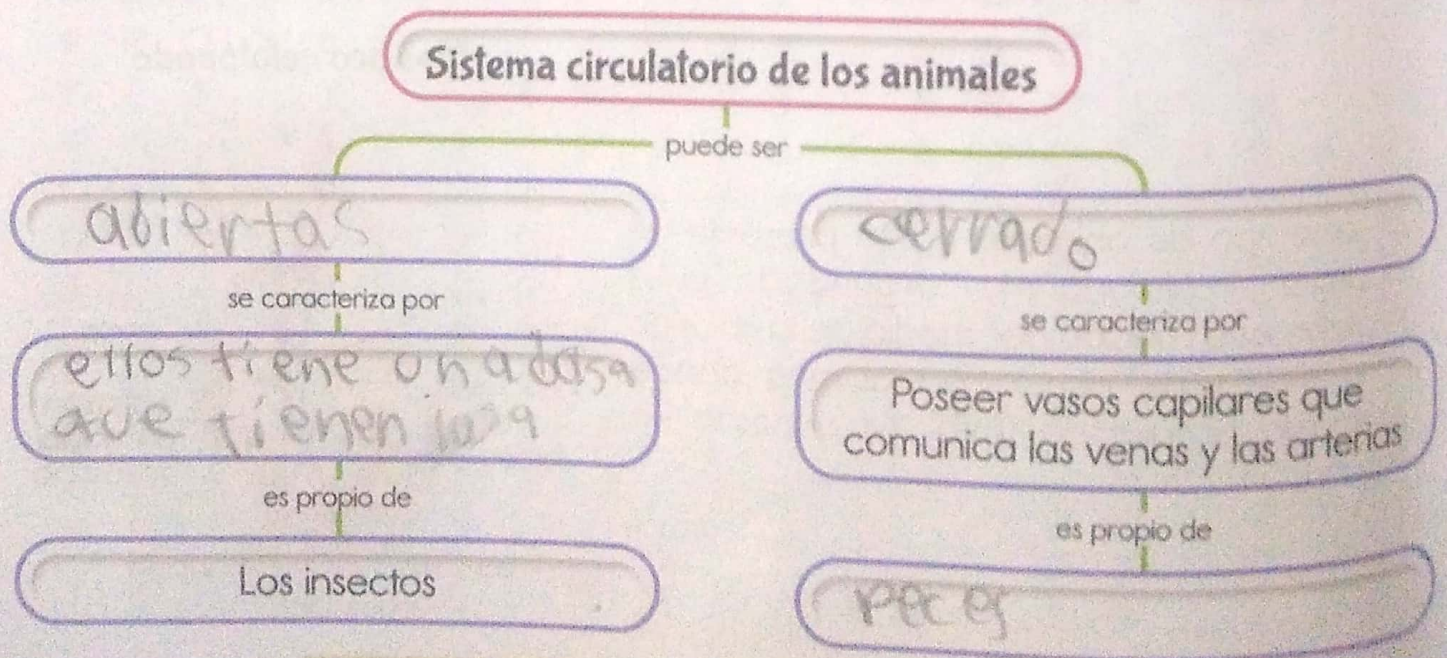 Sistema circulatorio de los animales
puede ser
abiertas
cerrado
se caracteriza por
se caracteriza por
ellos tiene una
que tienen
Poseer vasos capilares que
comunica las venas y las arterias
es propio de
es propio de
Los insectos
peces